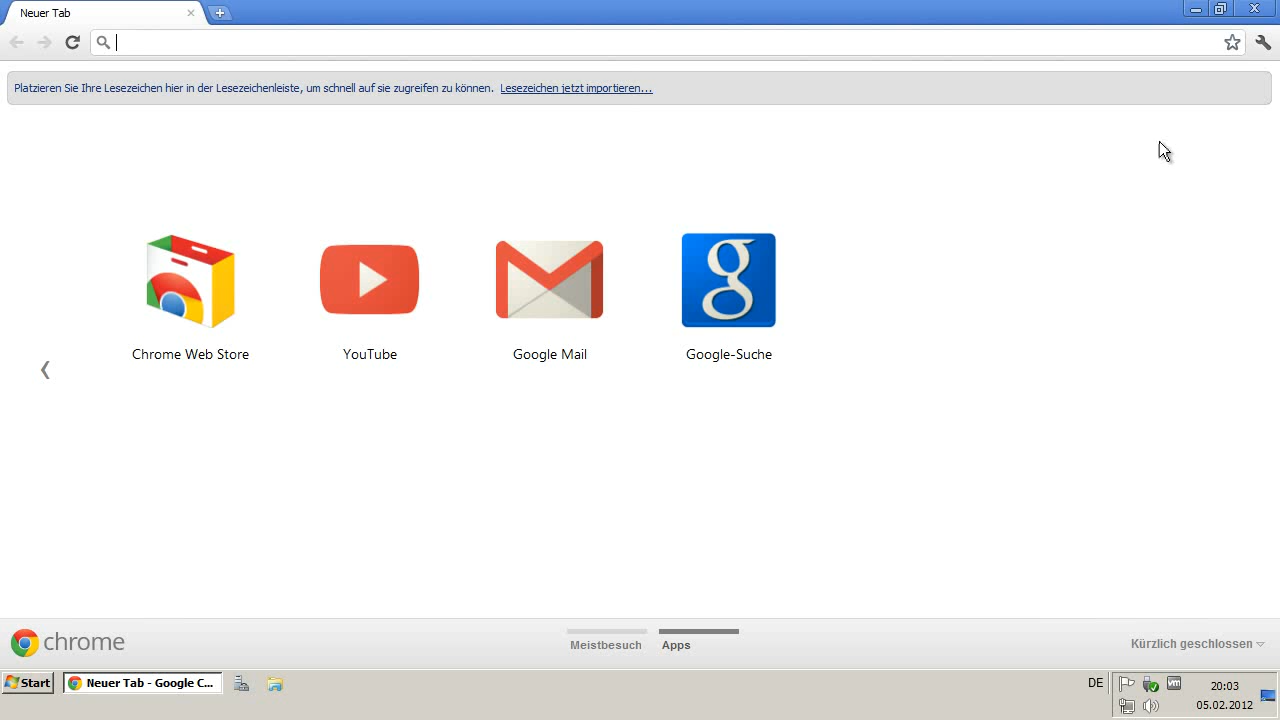 Neuer Tab
Platzieren Sie Ihre Lesezeichen hier in der Lesezeichenleiste, um schnell auf sie zugreifen zu können. Lesezeichen jetzt importieren...
Chrome Web Store
YouTube
Google Mail
Google-Suche
chrome
Meistbesuch
Apps
Kürzlich geschlossen
Start
Neuer Tab - Google C...
DE
20:03
05.02.2012